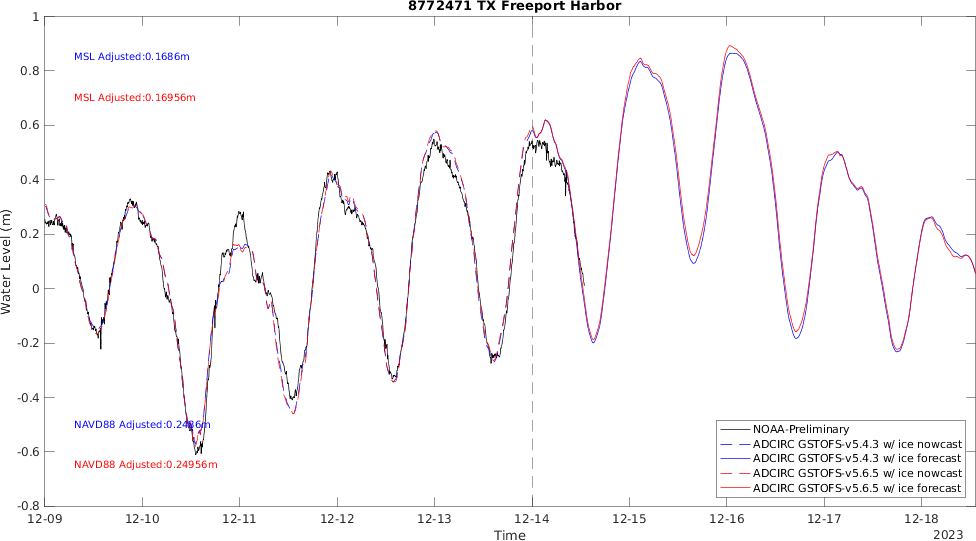 8772471 TX Freeport Harbor
1
0.8
0.6
0.4
0.2
0
-0.2
-0.4
-0.6
-0.8
Water Level (m)
MSL Adjusted:0.1686m
MSL Adjusted:0.16956m
NAVD88 Adjusted:0.2486m
NAVD88 Adjusted:0.24956m
NOAA-Preliminary
ADCIRC GSTOFS-v5.4.3 w/ ice nowcast
ADCIRC GSTOFS-v5.4.3 w/ ice forecast
ADCIRC GSTOFS-v5.6.5 w/ ice nowcast
ADCIRC GSTOFS-v5.6.5 w/ ice forecast
12-09 12-10 12-11 12-12 12-13 12-14 12-15 12-16 12-17 12-18
Time
2023